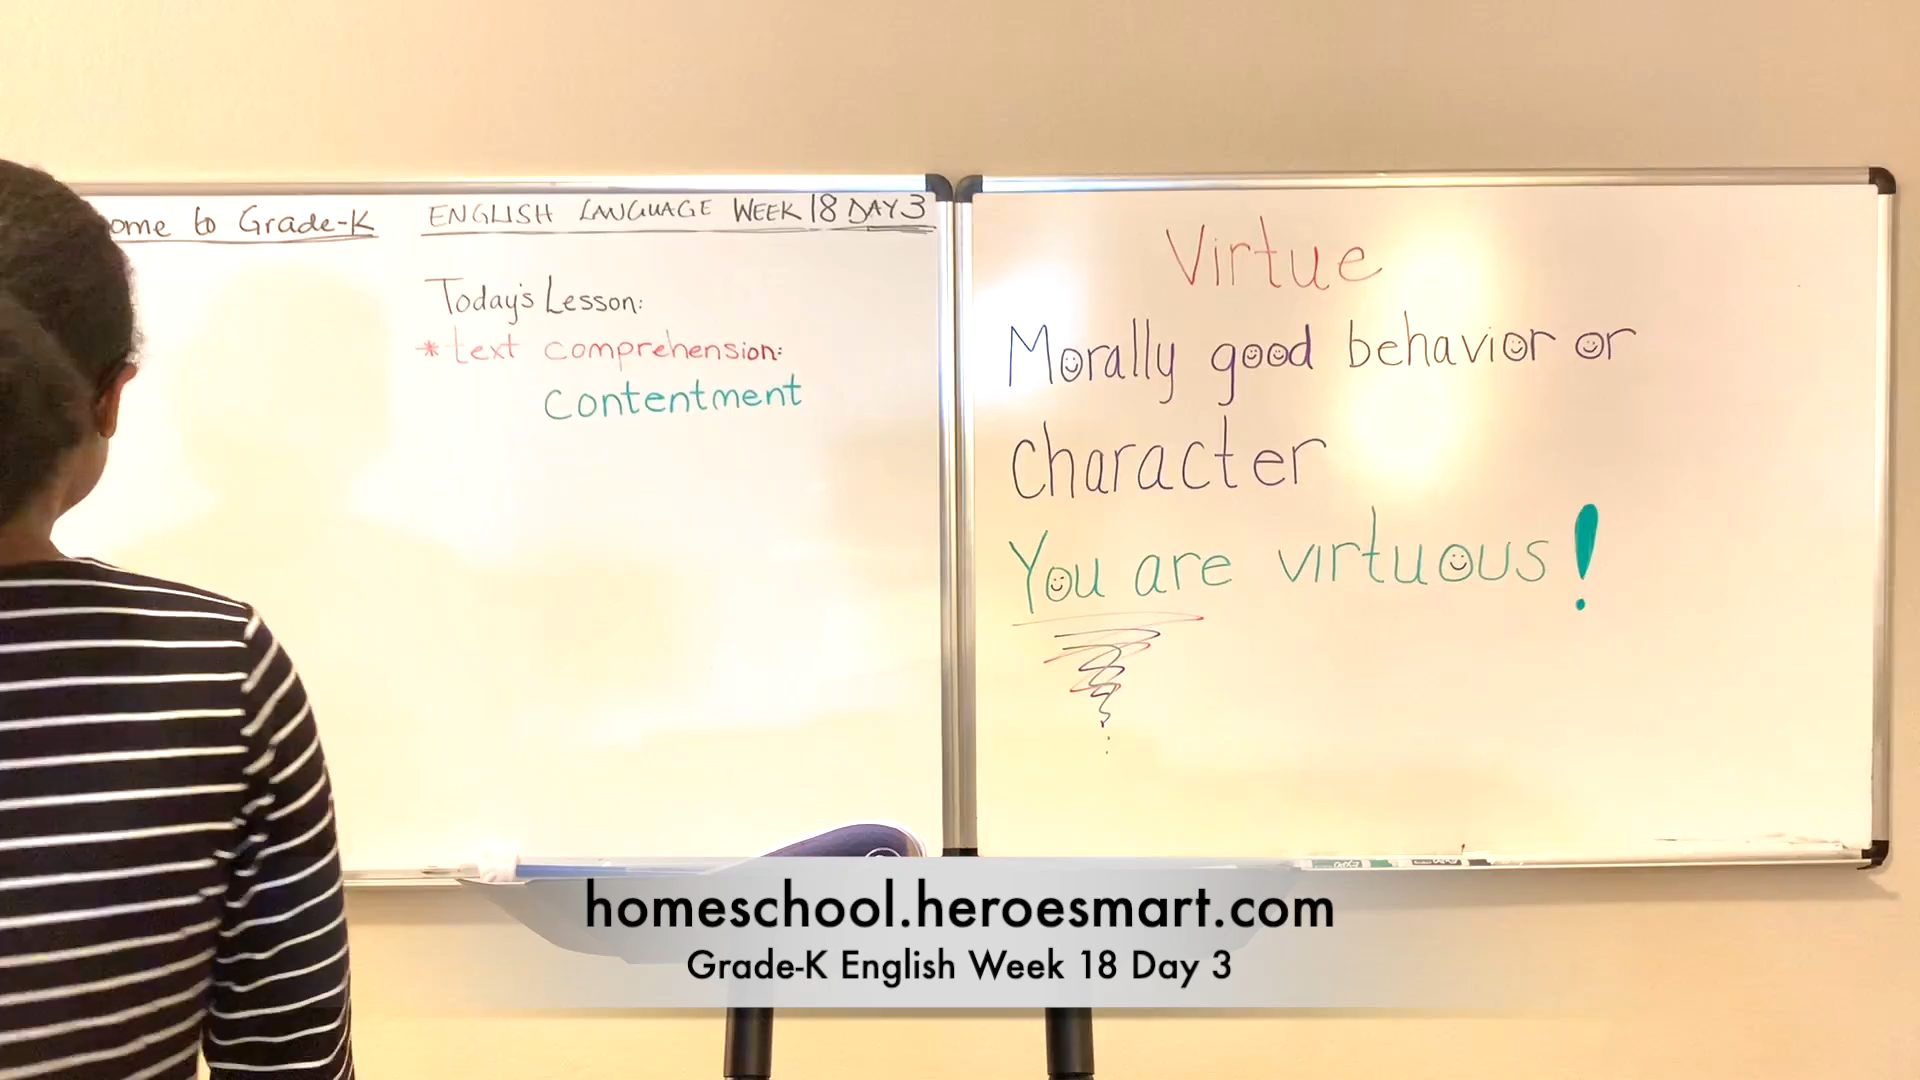 ome to Grade-K
ENGLISH LANGUAGE WEEK 18 DAY 3
Today's Lesson:
* text comprehension:
Contentment
Virtue
Morally good behavior or
Character
You are virtuous!
homeschool.heroesmart.com
Grade-K English Week 18 Day 3